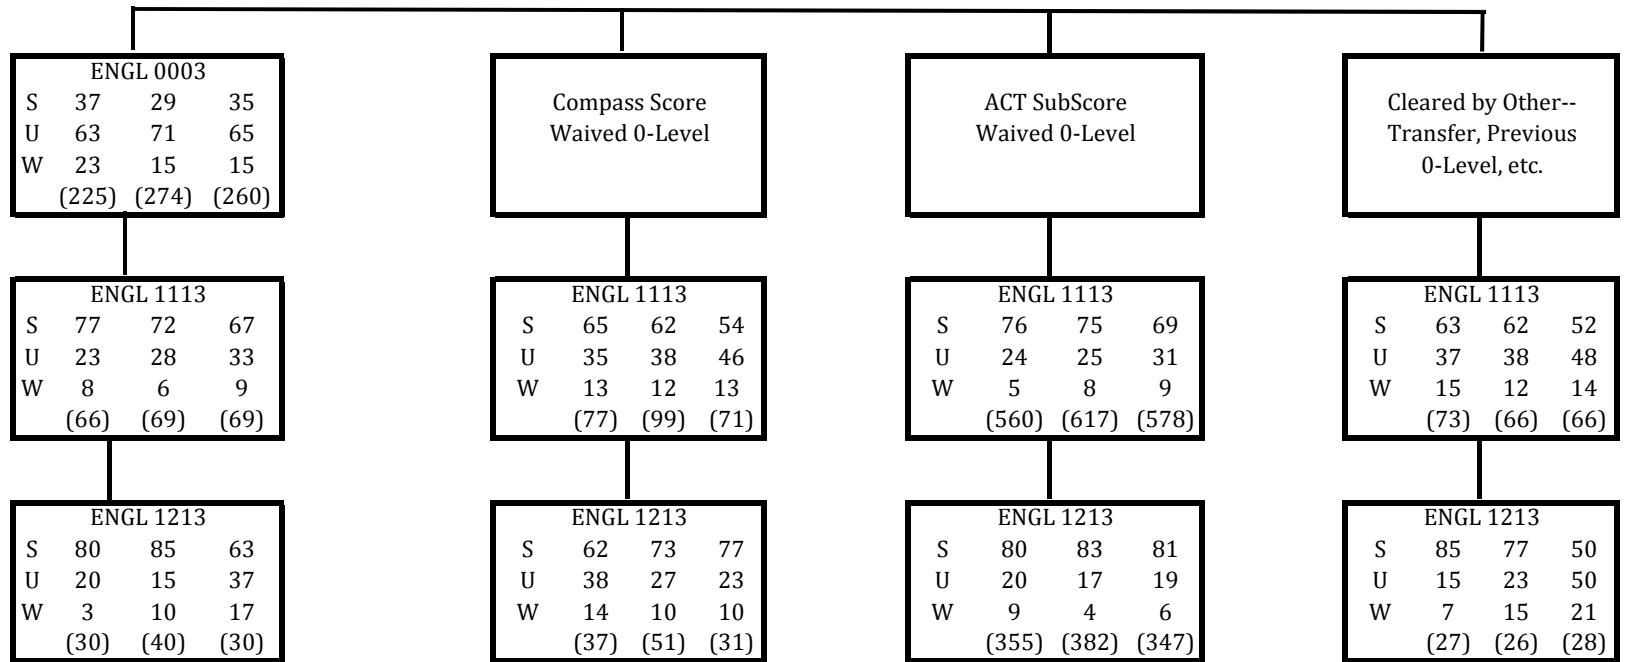 ENGL 0003
S 37 29 35
U 63 71 65
W 23 15 15
(225) (274) (260)
Compass Score
Waived 0-Level
ACT SubScore
Waived 0-Level
Cleared by Other--
Transfer, Previous
0-Level, etc.
ENGL 1113
S 77 72 67
U 23 28 33
W 8 6 9
(66) (69) (69)
ENGL 1113
S 65 62 54
U 35 38 46
W 13 12 13
(77) (99) (71)
ENGL 1113
S 76 75 69
U 24 25 31
W 5 8 9
(560) (617) (578)
ENGL 1113
S 63 62 52
U 37 38 48
W 15 12 14
(73) (66) (66)
ENGL 1213
S 80 85 63
U 20 15 37
W 3 10 17
(30) (40) (30)
ENGL 1213
S 62 73 77
U 38 27 23
W 14 10 10
(37) (51) (31)
ENGL 1213
S 80 83 81
U 20 17 19
W 9 4 6
(355) (382) (347)
ENGL 1213
S 85 77 50
U 15 23 50
W 7 15 21
(27) (26) (28)